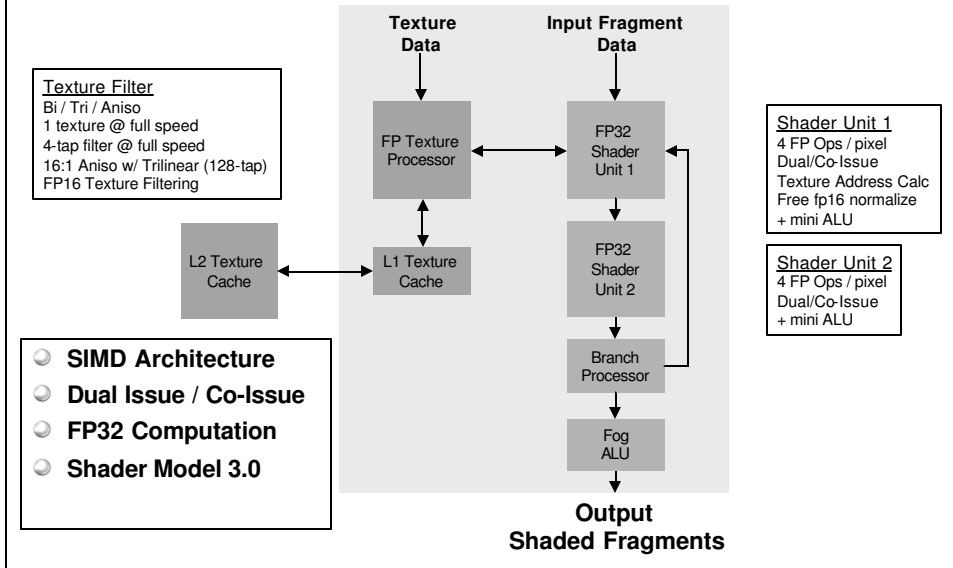 Texture
Data
Input Fragment
Data
Texture Filter
Bi / Tri / Aniso
1 texture @ full speed
4-tap filter @ full speed
16:1 Aniso w/ Trilinear (128-tap)
FP16 Texture Filtering
FP Texture
Processor
FP32
Shader
Unit 1
Shader Unit 1
4 FP Ops / pixel
Dual/Co-Issue
Texture Address Calc
Free fp16 normalize
+ mini ALU
L2 Texture
Cache
L1 Texture
Cache
FP32
Shader
Unit 2
Shader Unit 2
4 FP Ops / pixel
Dual/Co-Issue
+ mini ALU
SIMD Architecture
Dual Issue / Co-Issue
FP32 Computation
Shader Model 3.0
Branch
Processor
Fog
ALU
Output
Shaded Fragments